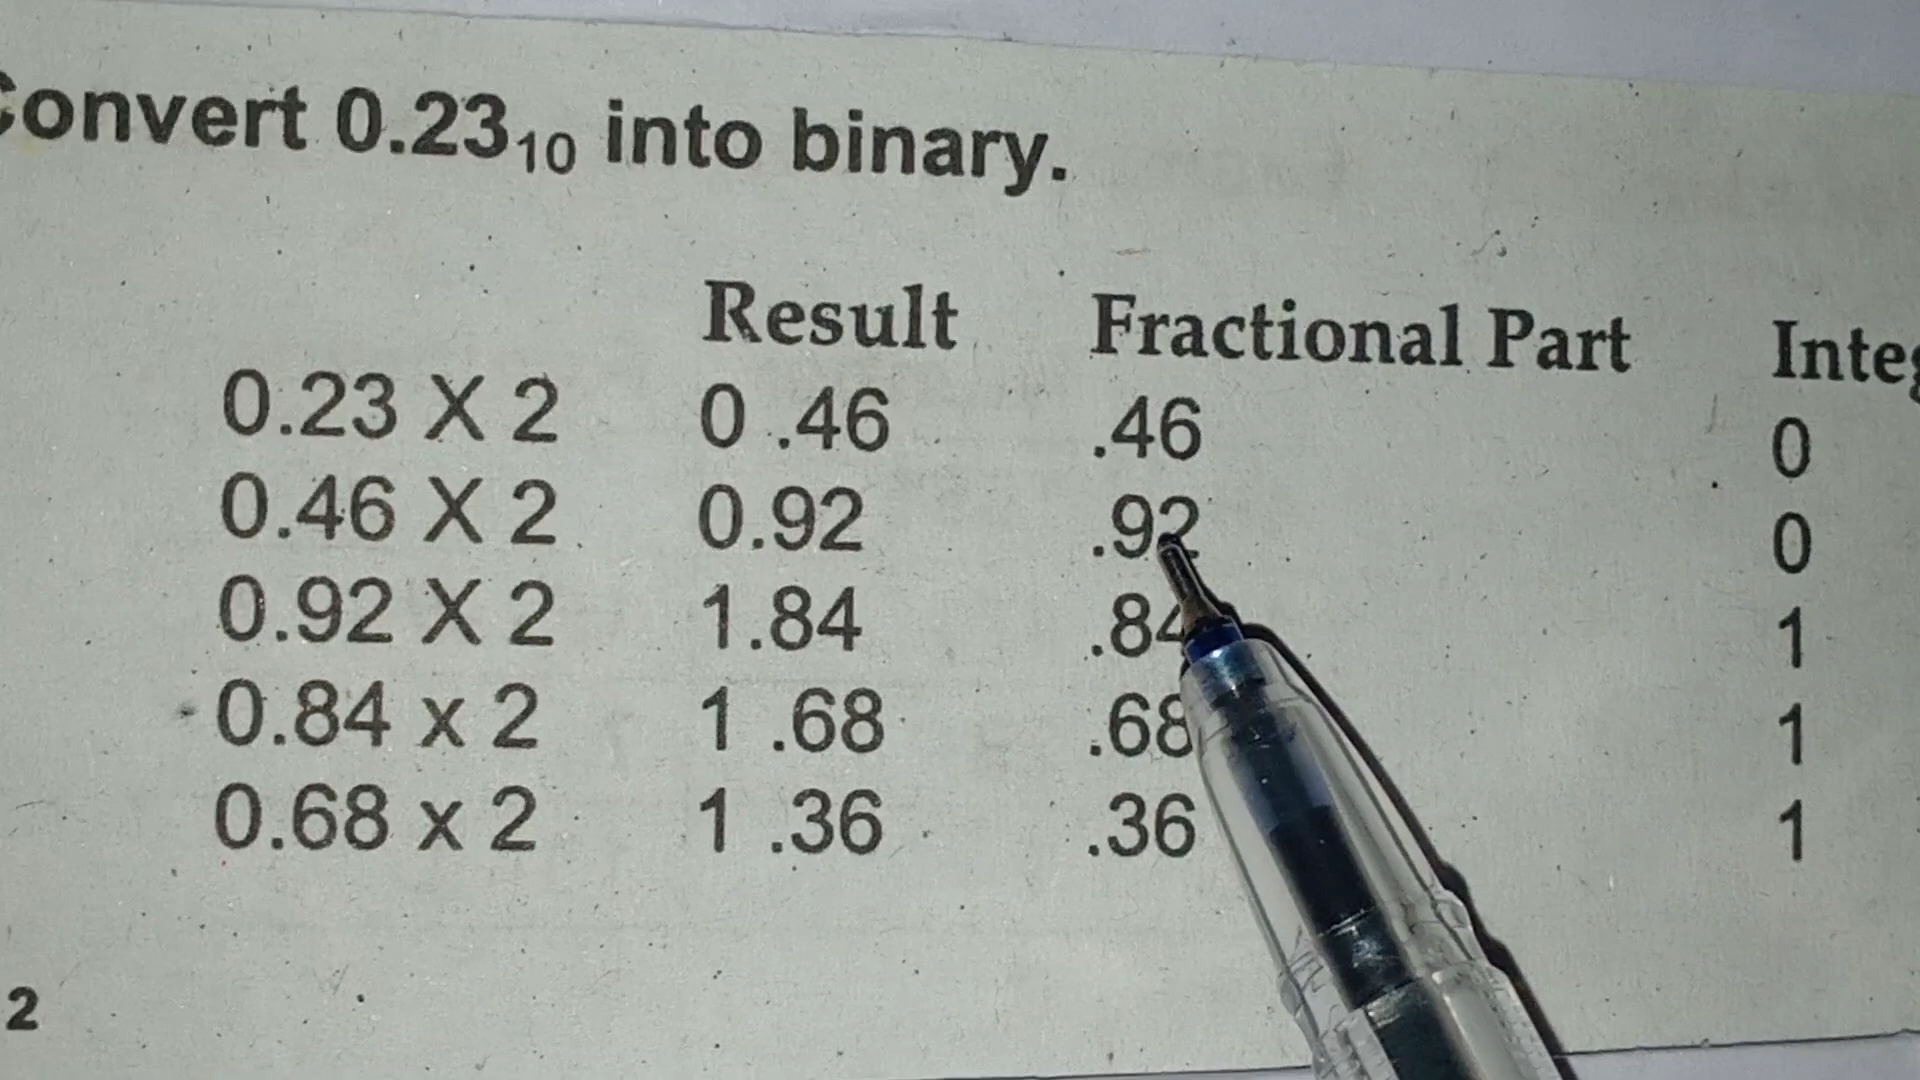 Convert 0.23₁₀ into binary.
Result Fractional Part
0.23 X 2 0 .46 .46 0
0.46 X 2 0.92 .92 0
0.92 X 2 1.84 .84 1
0.84 x 2 1 .68 .68 1
0.68 x 2 1 .36 .36 1
2